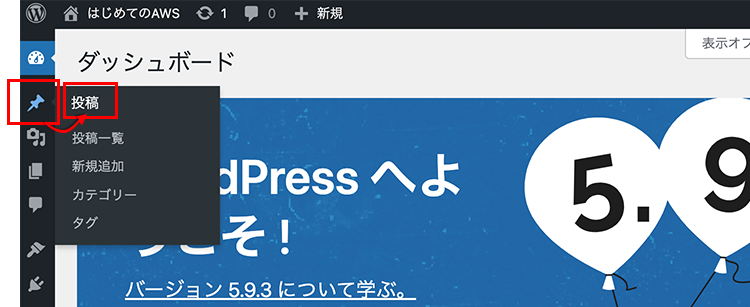 はじめてのAWS 1 0 新規
表示オフ
ダッシュボード
投稿
投稿一覧
新規追加
カテゴリー
タグ
dPress へよ
うこそ !
バージョン 5.9.3 について学ぶ。
5. 9